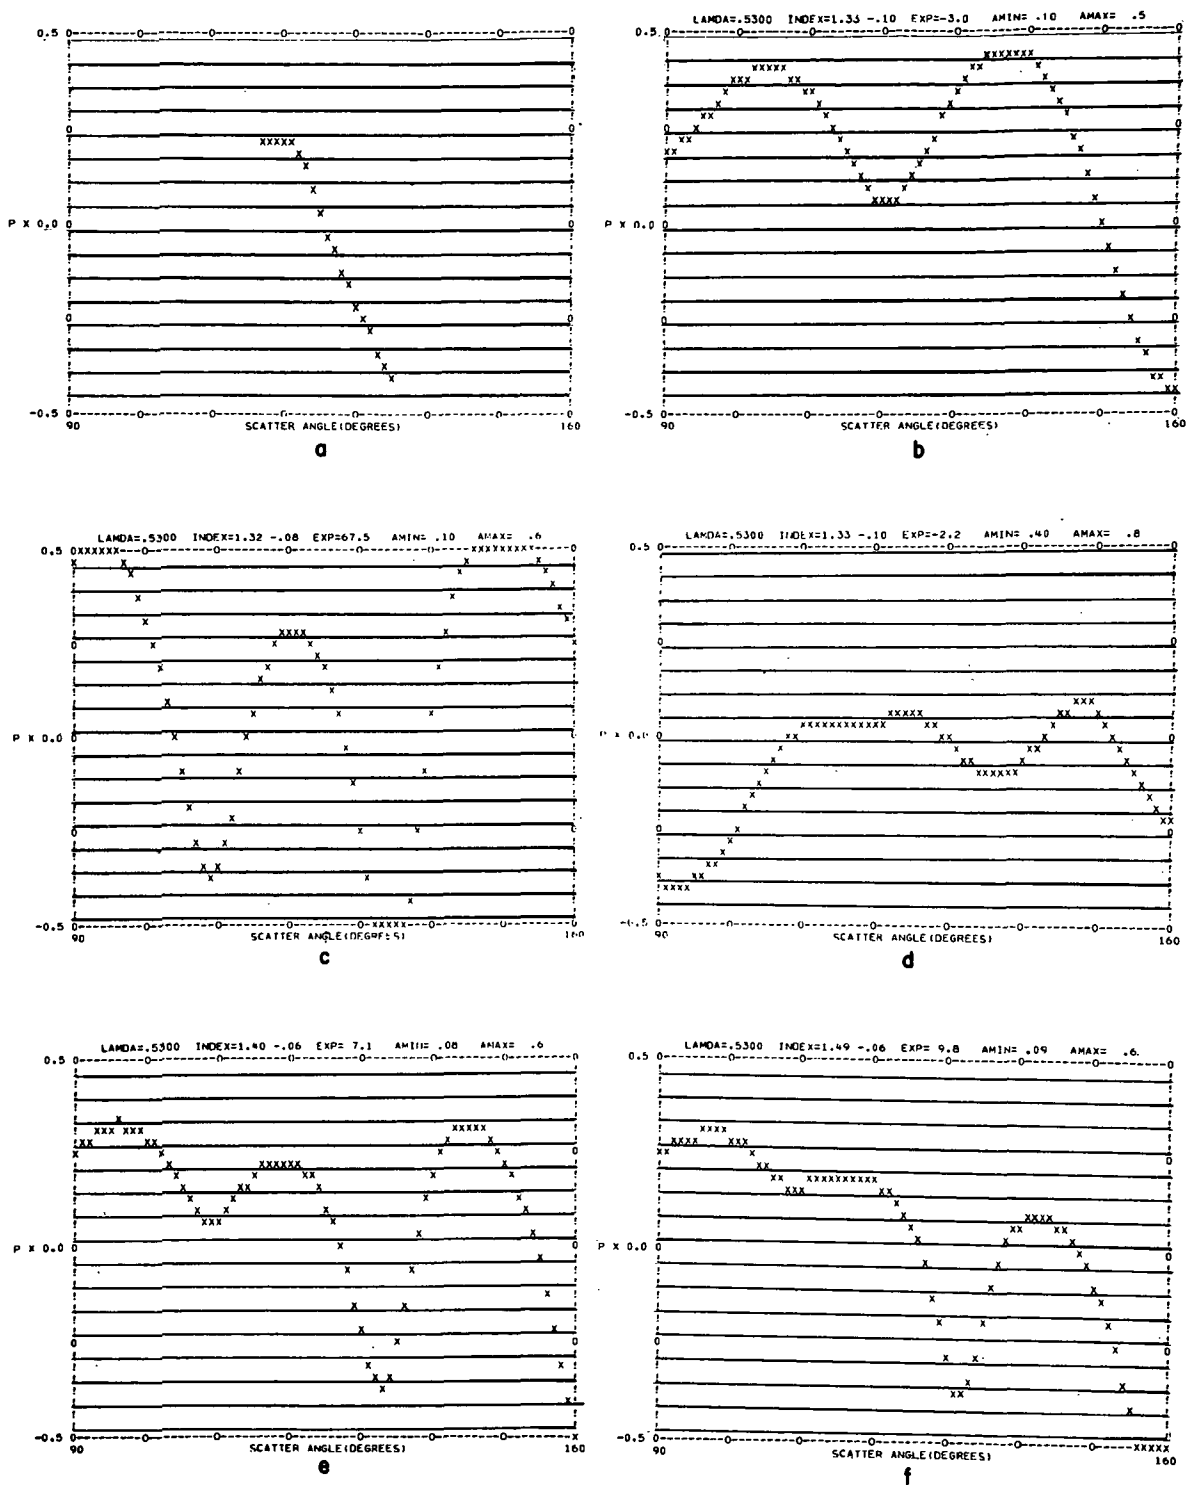 0.5
P X 0.0
-0.5
90 160
SCATTER ANGLE(DEGREES)
a
LAMDA=.5300 INDEX=1.33 -.10 EXP=-3.0 AMIN= .10 AMAX= .5
0.5
P X 0.0
-0.5
90 160
SCATTER ANGLE(DEGREES)
b
LAMDA=.5300 INDEX=1.32 -.08 EXP=67.5 AMIN= .10 AMAX= .6
0.5
P X 0.0
-0.5
90 160
SCATTER ANGLE(DEGREES)
c
LAMDA=.5300 INDEX=1.33 -.10 EXP=-2.2 AMIN= .40 AMAX= .8
0.5
P X 0.0
-0.5
90 160
SCATTER ANGLE(DEGREES)
d
LAMDA=.5300 INDEX=1.40 -.06 EXP= 7.1 AMIN= .08 AMAX= .6
0.5
P X 0.0
-0.5
90 160
SCATTER ANGLE(DEGREES)
e
LAMDA=.5300 INDEX=1.49 -.06 EXP= 9.8 AMIN= .09 AMAX= .6
0.5
P X 0.0
-0.5
90 160
SCATTER ANGLE(DEGREES)
f